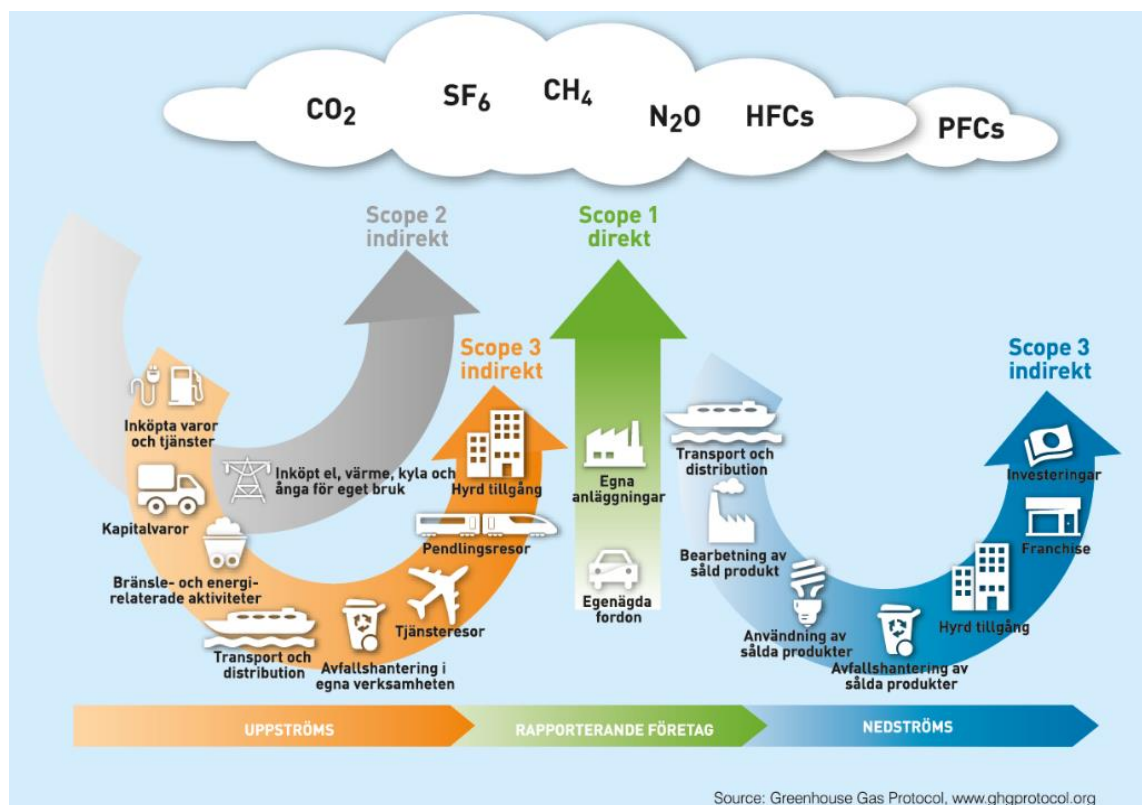 CO₂
SF₆
CH₄
N₂O
HFCs
PFCs
Scope 2
indirekt
Scope 1
direkt
Scope 3
indirekt
Scope 3
indirekt
Inköpta varor
och tjänster
Kapitalvaror
Bränsle- och energi-
relaterade aktiviteter
Transport och
distribution
Avfallshantering i
egna verksamheten
Tjänsteresor
Pendlingsresor
Hyrd tillgång
Inköpt el, värme, kyla och
ånga för eget bruk
Egna
anläggningar
Egenägda
fordon
Transport och
distribution
Bearbetning av
såld produkt
Användning av
sålda produkter
Avfallshantering av
sålda produkter
Hyrd tillgång
Franchise
Investeringar
UPPSTRÖMS
RAPPORTERANDE FÖRETAG
NEDSTRÖMS
Source: Greenhouse Gas Protocol, www.ghgprotocol.org